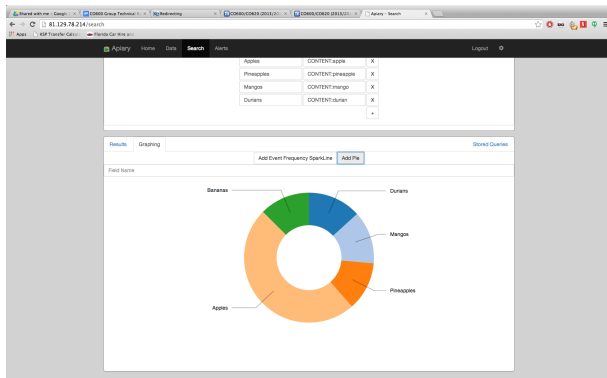 Shared with me - Googl
CO600 Group Technical R
Redirecting
CO600/CO620 (2013/20
CO600/CO620 (2013/201
Apiary - Search
81.129.78.214/search
Apps
HSP Transfer Calcul
Florida Car Hire and
Apiary Home Data Search Alerts Logout
Apples CONTENT:apple X
Pineapples CONTENT:pineapple X
Mangos CONTENT:mango X
Durians CONTENT:durian X
+
Results Graphing Stored Queries
Add Event Frequency SparkLine Add Pie
Field Name
Bananas Durians
Mangos
Pineapples
Apples